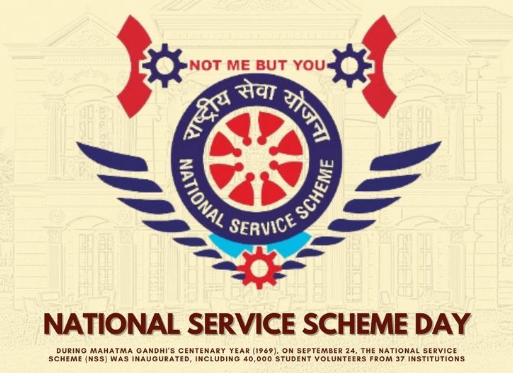 NOT ME BUT YOU
राष्ट्रीय सेवा योजना
NATIONAL SERVICE SCHEME
NATIONAL SERVICE SCHEME DAY
DURING MAHATMA GANDHI'S CENTENARY YEAR (1969), ON SEPTEMBER 24, THE NATIONAL SERVICE
SCHEME (NSS) WAS INAUGURATED, INCLUDING 40,000 STUDENT VOLUNTEERS FROM 37 INSTITUTIONS